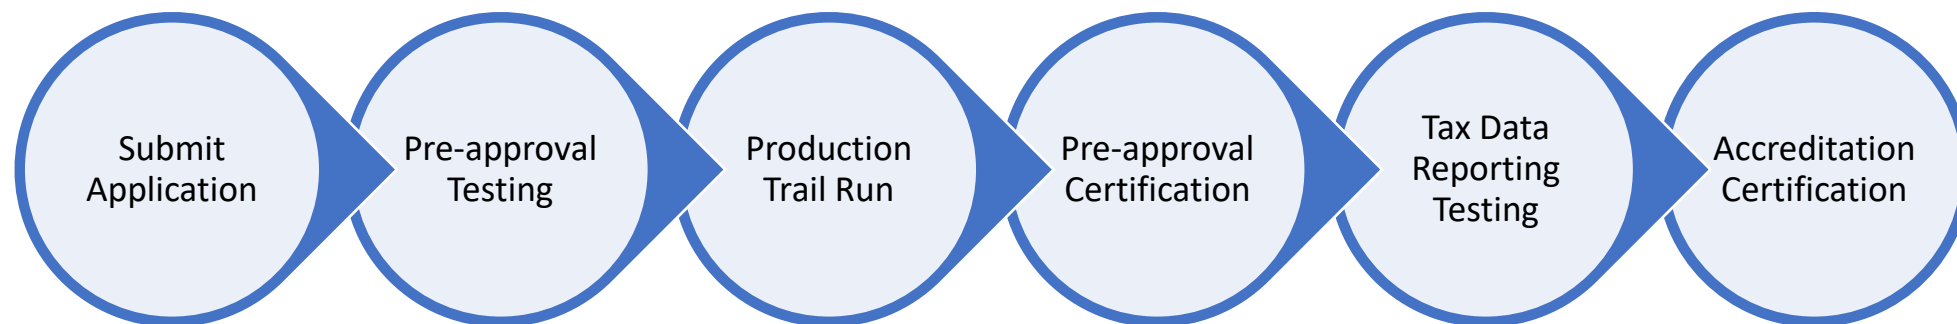 Submit
Application
Pre-approval
Testing
Production
Trail Run
Pre-approval
Certification
Tax Data
Reporting
Testing
Accreditation
Certification